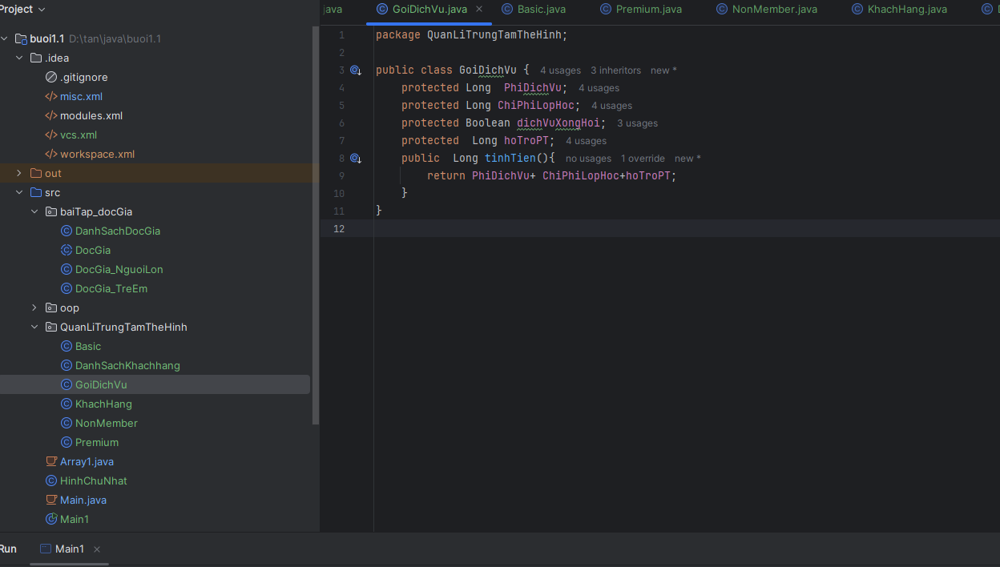 Project
java
GoiDichVu.java
Basic.java
Premium.java
NonMember.java
KhachHang.java
buoi1.1 D:\tan\java\buoi1.1
.idea
.gitignore
misc.xml
modules.xml
vcs.xml
workspace.xml
out
src
baiTap_docGia
DanhSachDocGia
DocGia
DocGia_NguoiLon
DocGia_TreEm
oop
QuanLiTrungTamTheHinh
Basic
DanhSachKhachhang
GoiDichVu
KhachHang
NonMember
Premium
Array1.java
HinhChuNhat
Main.java
Main1
1 package QuanLiTrungTamTheHinh;
2
3 public class GoiDichVu { 4 usages 3 inheritors new *
4 protected Long PhiDichVu; 4 usages
5 protected Long ChiPhiLopHoc; 4 usages
6 protected Boolean dichVuXongHoi; 3 usages
7 protected Long hoTroPT; 4 usages
8 public Long tinhTien(){ no usages 1 override new *
9 return PhiDichVu+ ChiPhiLopHoc+hoTroPT;
10 }
11 }
12
Run
Main1